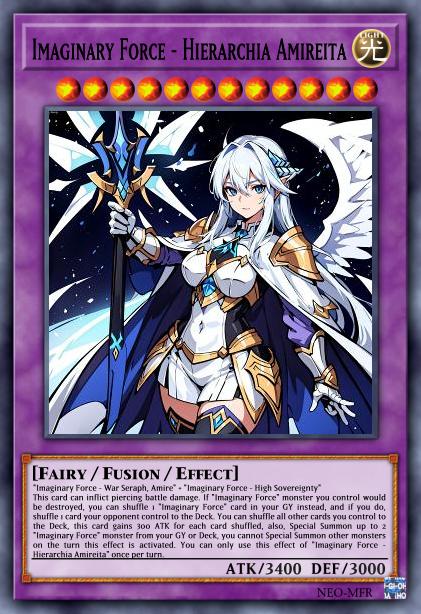 Imaginary Force - Hierarchia Amireita
LIGHT
光
[Fairy / Fusion / Effect]
"Imaginary Force - War Seraph, Amire" + "Imaginary Force - High Sovereignty"
This card can inflict piercing battle damage. If "Imaginary Force" monster you control would
be destroyed, you can shuffle 1 "Imaginary Force" card in your GY instead, and if you do,
shuffle 1 card your opponent control to the Deck. You can shuffle all other cards you control to
the Deck, this card gains 300 ATK for each card shuffled, also, Special Summon up to 2
"Imaginary Force" monster from your GY or Deck, you cannot Special Summon other monsters
on the turn this effect is activated. You can only use this effect of "Imaginary Force -
Hierarchia Amireita" once per turn.
ATK/3400 DEF/3000
NEO-MFR